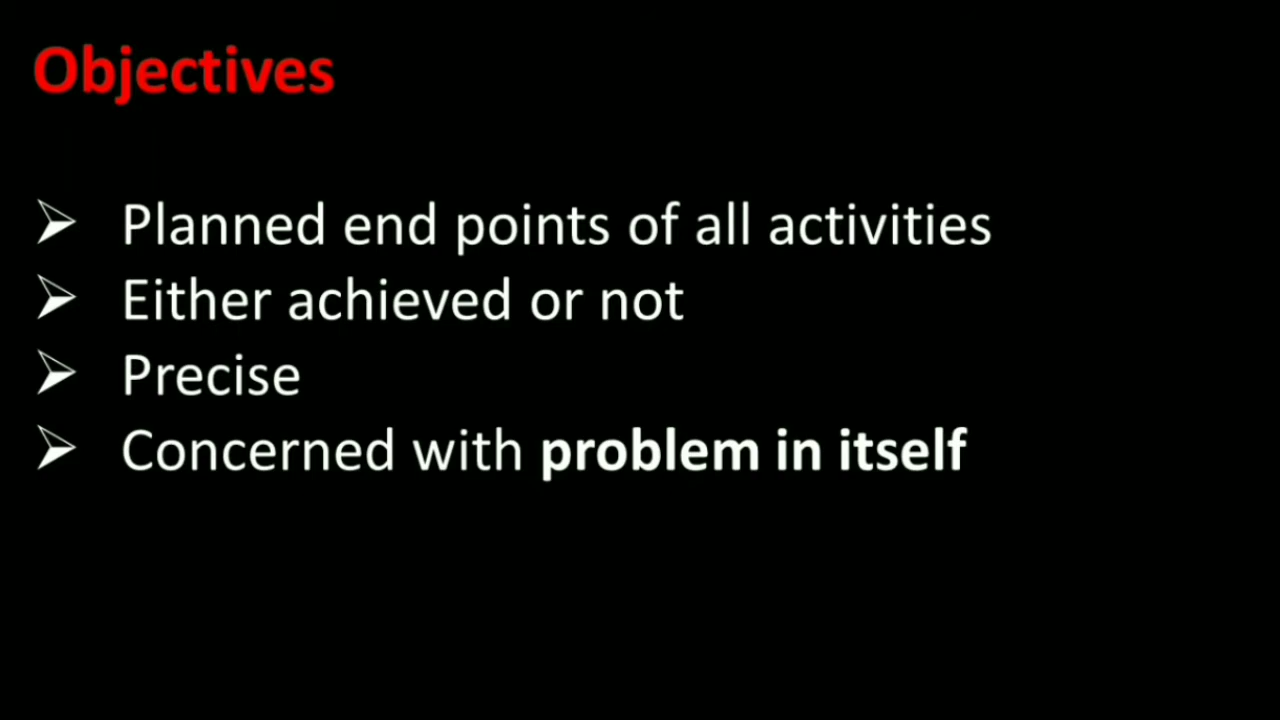 Objectives
➢ Planned end points of all activities
➢ Either achieved or not
➢ Precise
➢ Concerned with problem in itself